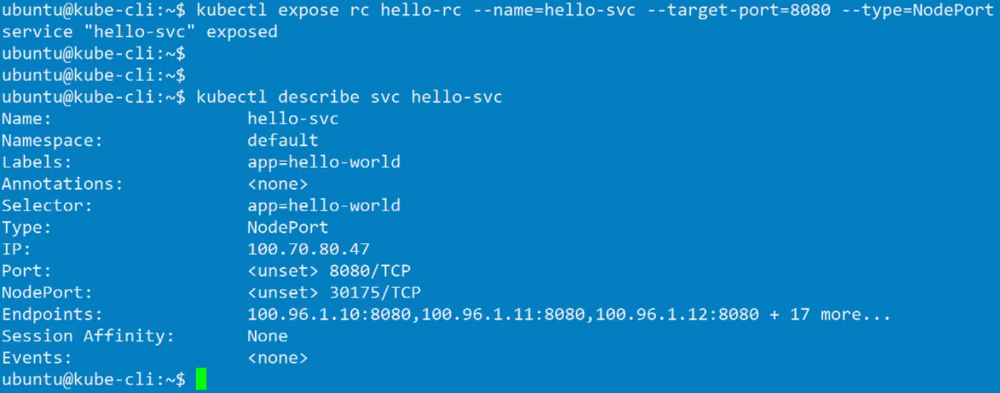 ubuntu@kube-cli:~$ kubectl expose rc hello-rc --name=hello-svc --target-port=8080 --type=NodePort
service "hello-svc" exposed
ubuntu@kube-cli:~$
ubuntu@kube-cli:~$
ubuntu@kube-cli:~$ kubectl describe svc hello-svc
Name: hello-svc
Namespace: default
Labels: app=hello-world
Annotations: <none>
Selector: app=hello-world
Type: NodePort
IP: 100.70.80.47
Port: <unset> 8080/TCP
NodePort: <unset> 30175/TCP
Endpoints: 100.96.1.10:8080,100.96.1.11:8080,100.96.1.12:8080 + 17 more...
Session Affinity: None
Events: <none>
ubuntu@kube-cli:~$